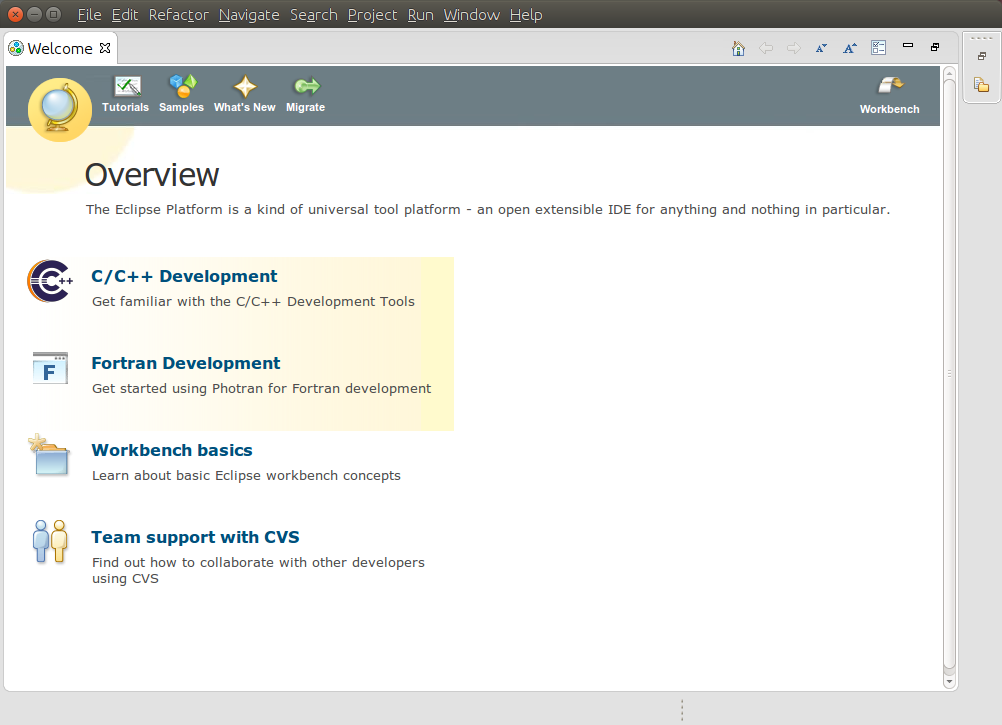 File Edit Refactor Navigate Search Project Run Window Help
Welcome
Tutorials Samples What's New Migrate Workbench
Overview
The Eclipse Platform is a kind of universal tool platform - an open extensible IDE for anything and nothing in particular.
C/C++ Development
Get familiar with the C/C++ Development Tools
Fortran Development
Get started using Photran for Fortran development
Workbench basics
Learn about basic Eclipse workbench concepts
Team support with CVS
Find out how to collaborate with other developers
using CVS